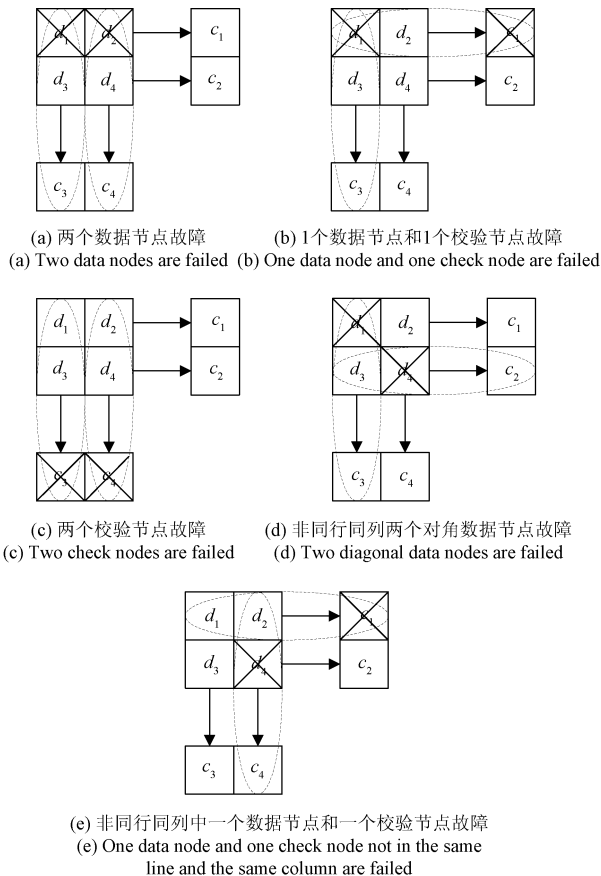 d1 d2 c1
d3 d4 c2
c3 c4
(a) 两个数据节点故障
(a) Two data nodes are failed
d1 d2 c1
d3 d4 c2
c3 c4
(b) 1个数据节点和1个校验节点故障
(b) One data node and one check node are failed
d1 d2 c1
d3 d4 c2
c3 c4
(c) 两个校验节点故障
(c) Two check nodes are failed
d1 d2 c1
d3 d4 c2
c3 c4
(d) 非同行同列两个对角数据节点故障
(d) Two diagonal data nodes are failed
d1 d2 c1
d3 d4 c2
c3 c4
(e) 非同行同列中一个数据节点和一个校验节点故障
(e) One data node and one check node not in the same
line and the same column are failed